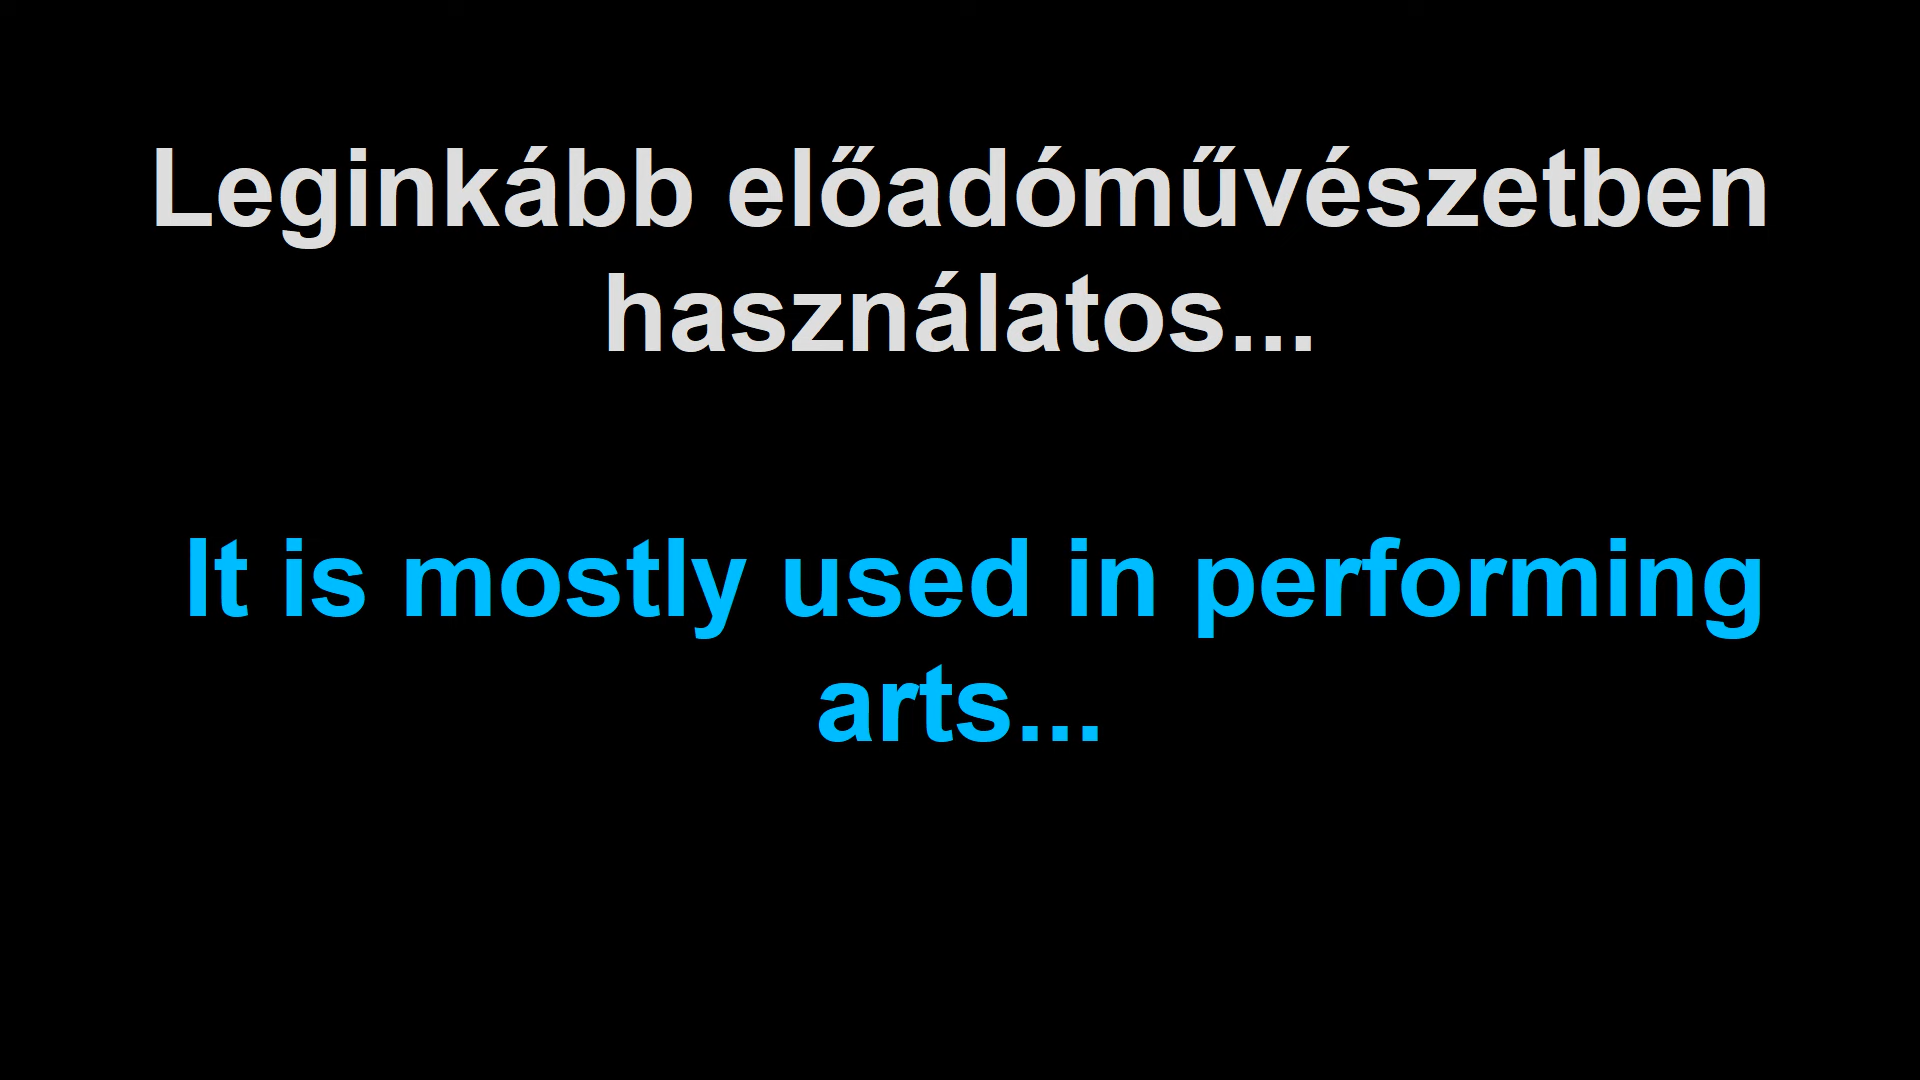 Leginkább előadóművészetben
használatos...
It is mostly used in performing
arts...